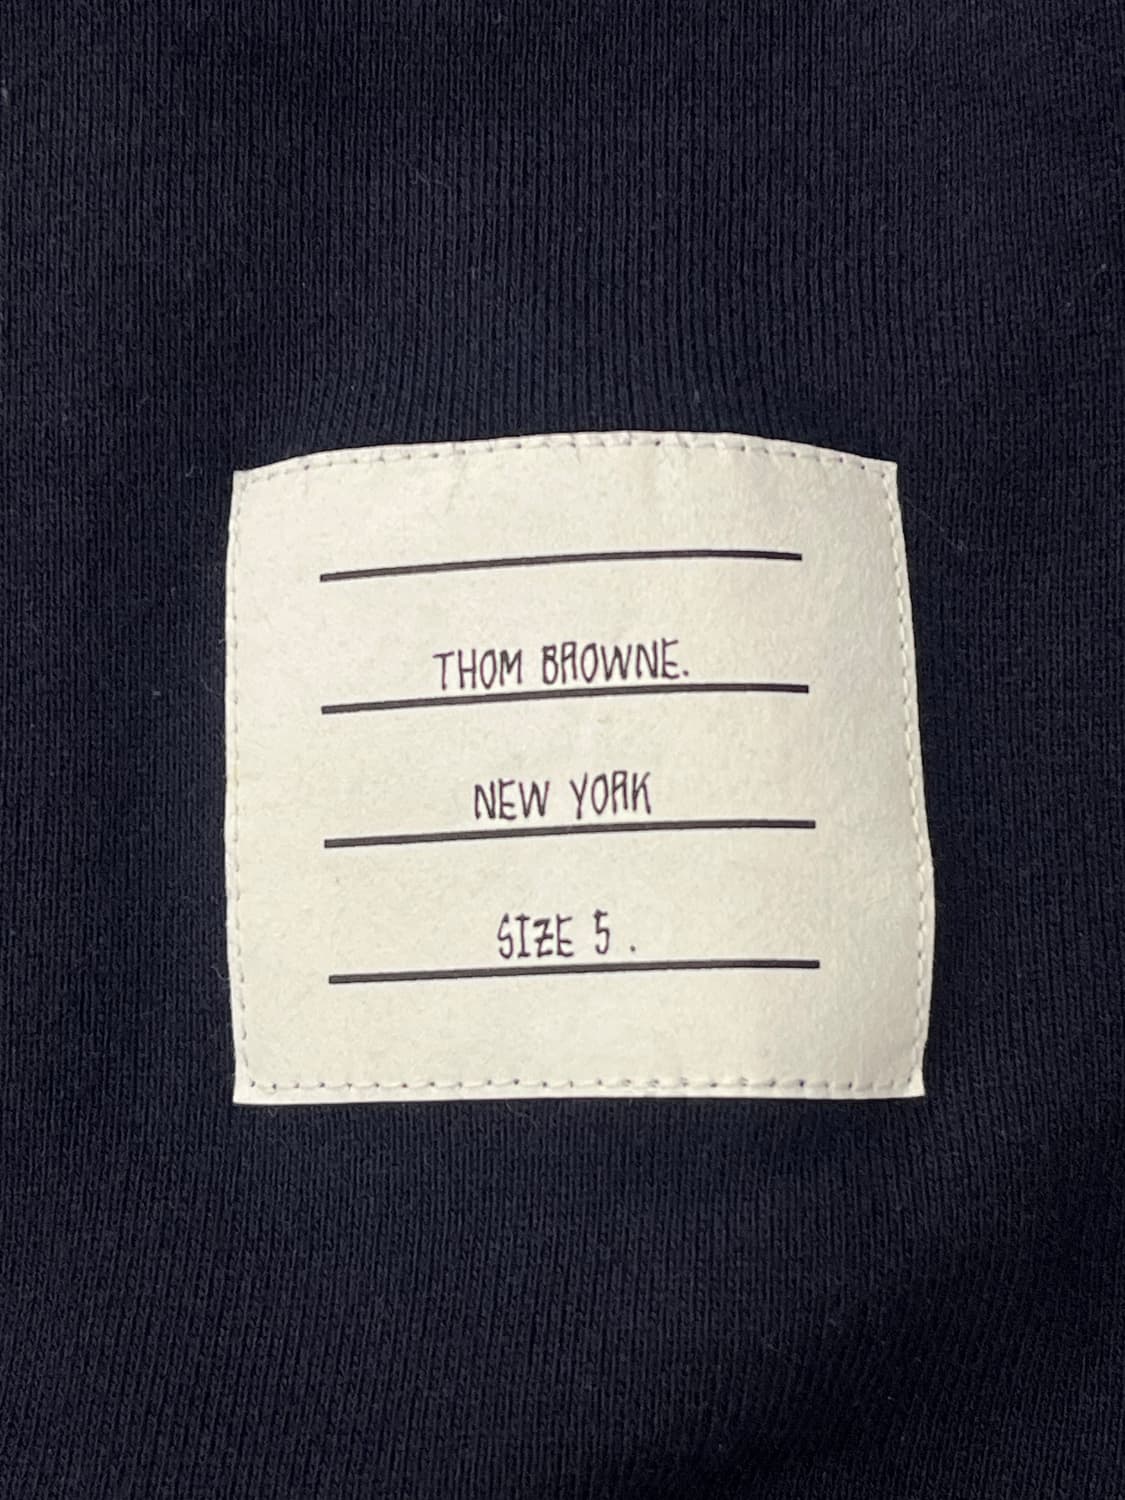 THOM BROWNE.
NEW YORK
SIZE 5 .